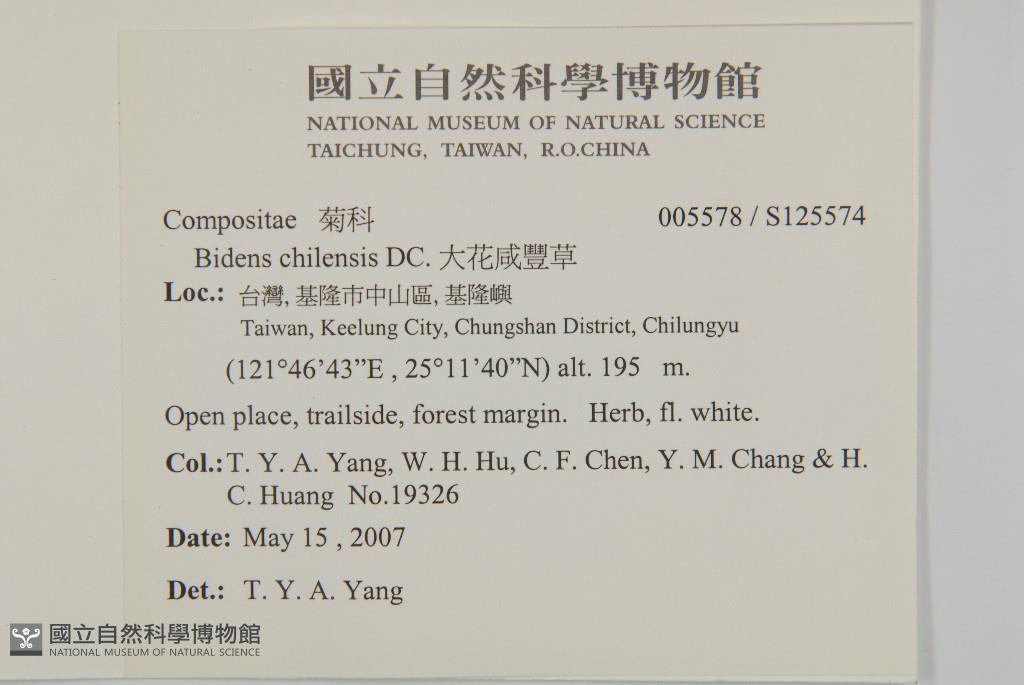 國立自然科學博物館
NATIONAL MUSEUM OF NATURAL SCIENCE
TAICHUNG, TAIWAN, R.O.CHINA
Compositae 菊科 005578 / S125574
Bidens chilensis DC. 大花咸豐草
Loc.: 台灣, 基隆市中山區, 基隆嶼
Taiwan, Keelung City, Chungshan District, Chilungyu
(121°46’43”E , 25°11’40”N) alt. 195 m.
Open place, trailside, forest margin. Herb, fl. white.
Col.: T. Y. A. Yang, W. H. Hu, C. F. Chen, Y. M. Chang & H.
C. Huang No.19326
Date: May 15 , 2007
Det.: T. Y. A. Yang
國立自然科學博物館
NATIONAL MUSEUM OF NATURAL SCIENCE